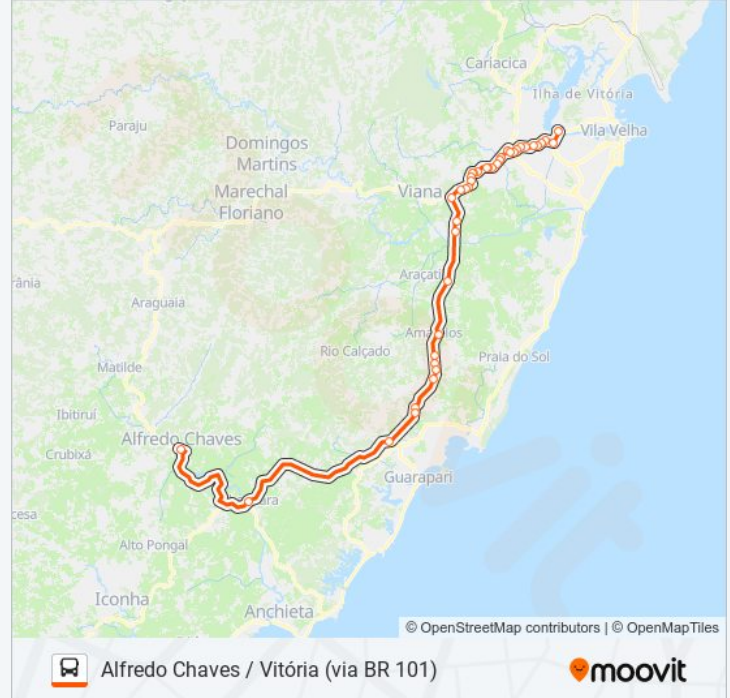 Cariacica
Ilha de Vitória
Paraju
Vila Velha
Domingos
Martins
Marechal
Floriano
Viana
Araçati
rânia
Araguaia
Rio Calçado
Praia do Sol
Matilde
Ibitiruí
Alfredo Chaves
Crubixá
Guarapari
cesa
Alto Pongal
Iconha
Anchieta
© OpenStreetMap contributors | © OpenMapTiles
Alfredo Chaves / Vitória (via BR 101)
moovit